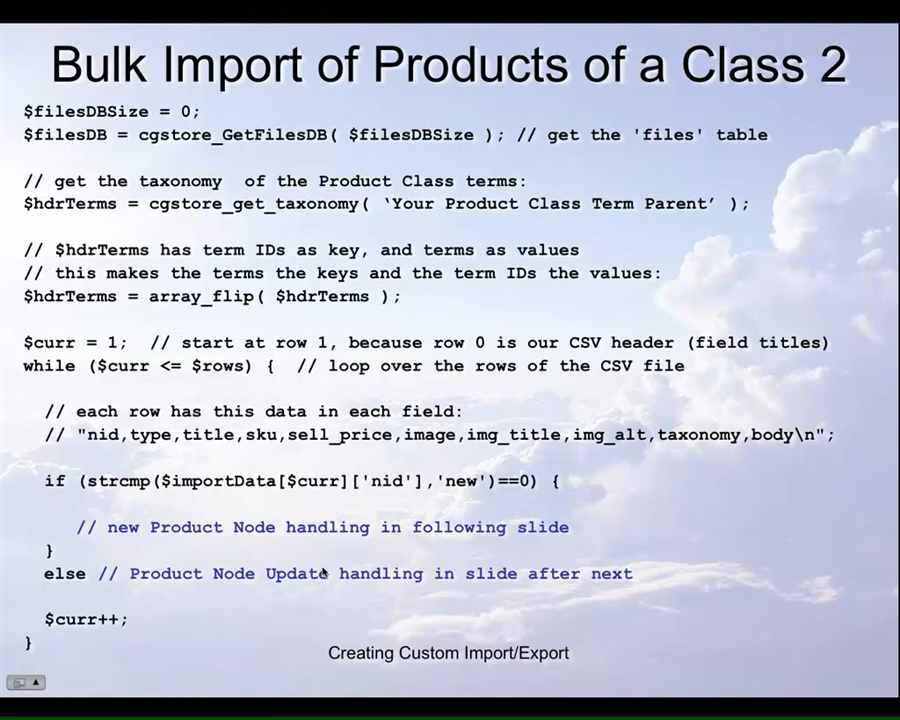 Bulk Import of Products of a Class 2
$filesDBSize = 0;
$filesDB = cgstore_GetFilesDB( $filesDBSize ); // get the 'files' table
// get the taxonomy  of the Product Class terms:
$hdrTerms = cgstore_get_taxonomy( ‘Your Product Class Term Parent’ );
// $hdrTerms has term IDs as key, and terms as values
// this makes the terms the keys and the term IDs the values:
$hdrTerms = array_flip( $hdrTerms );
$curr = 1;  // start at row 1, because row 0 is our CSV header (field titles)
while ($curr <= $rows) {  // loop over the rows of the CSV file
// each row has this data in each field:
// "nid,type,title,sku,sell_price,image,img_title,img_alt,taxonomy,body\n";
if (strcmp($importData[$curr]['nid'],'new')==0) {
// new Product Node handling in following slide
}
else // Product Node Update handling in slide after next
$curr++;
}
Creating Custom Import/Export